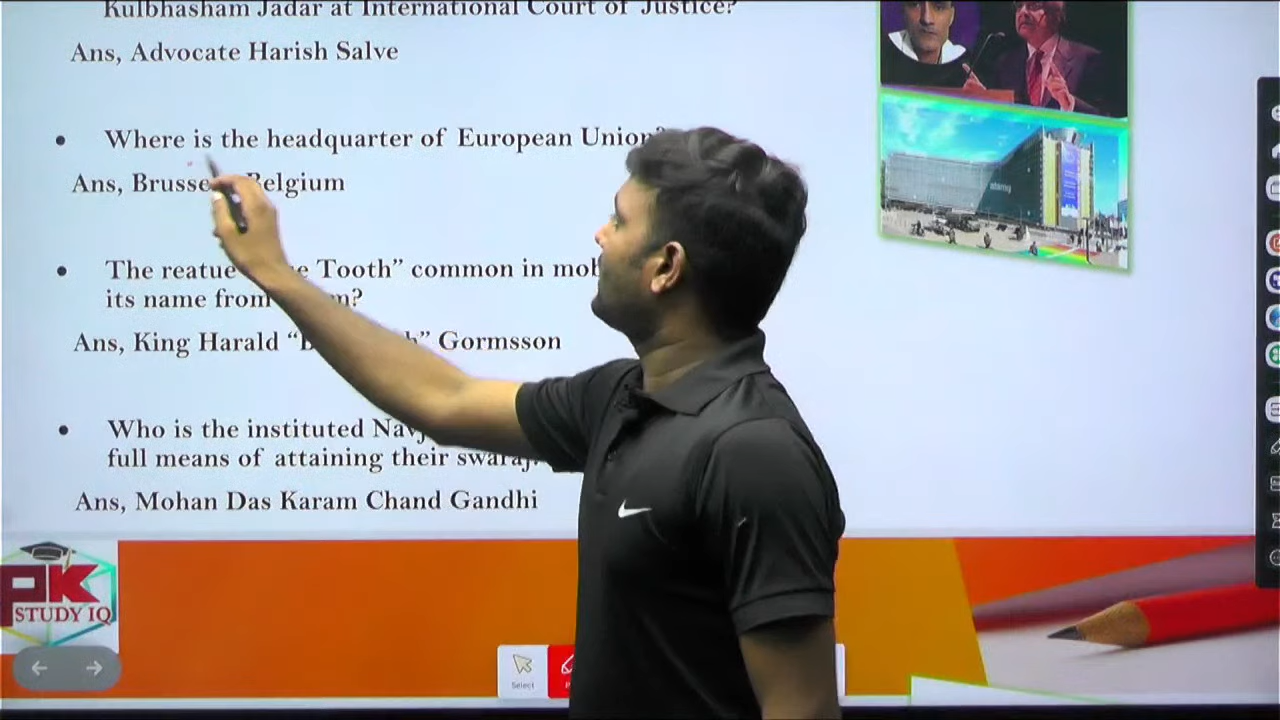 Kulbhasham Jadar at International Court of Justice?
Ans, Advocate Harish Salve
• Where is the headquarter of European Union?
Ans, Brusse Belgium
• The reatue Tooth" common in mob
its name from m?
Ans, King Harald "B h" Gormsson
• Who is the instituted Navj
full means of attaining their swaraj?
Ans, Mohan Das Karam Chand Gandhi
PK
STUDY IQ
Select